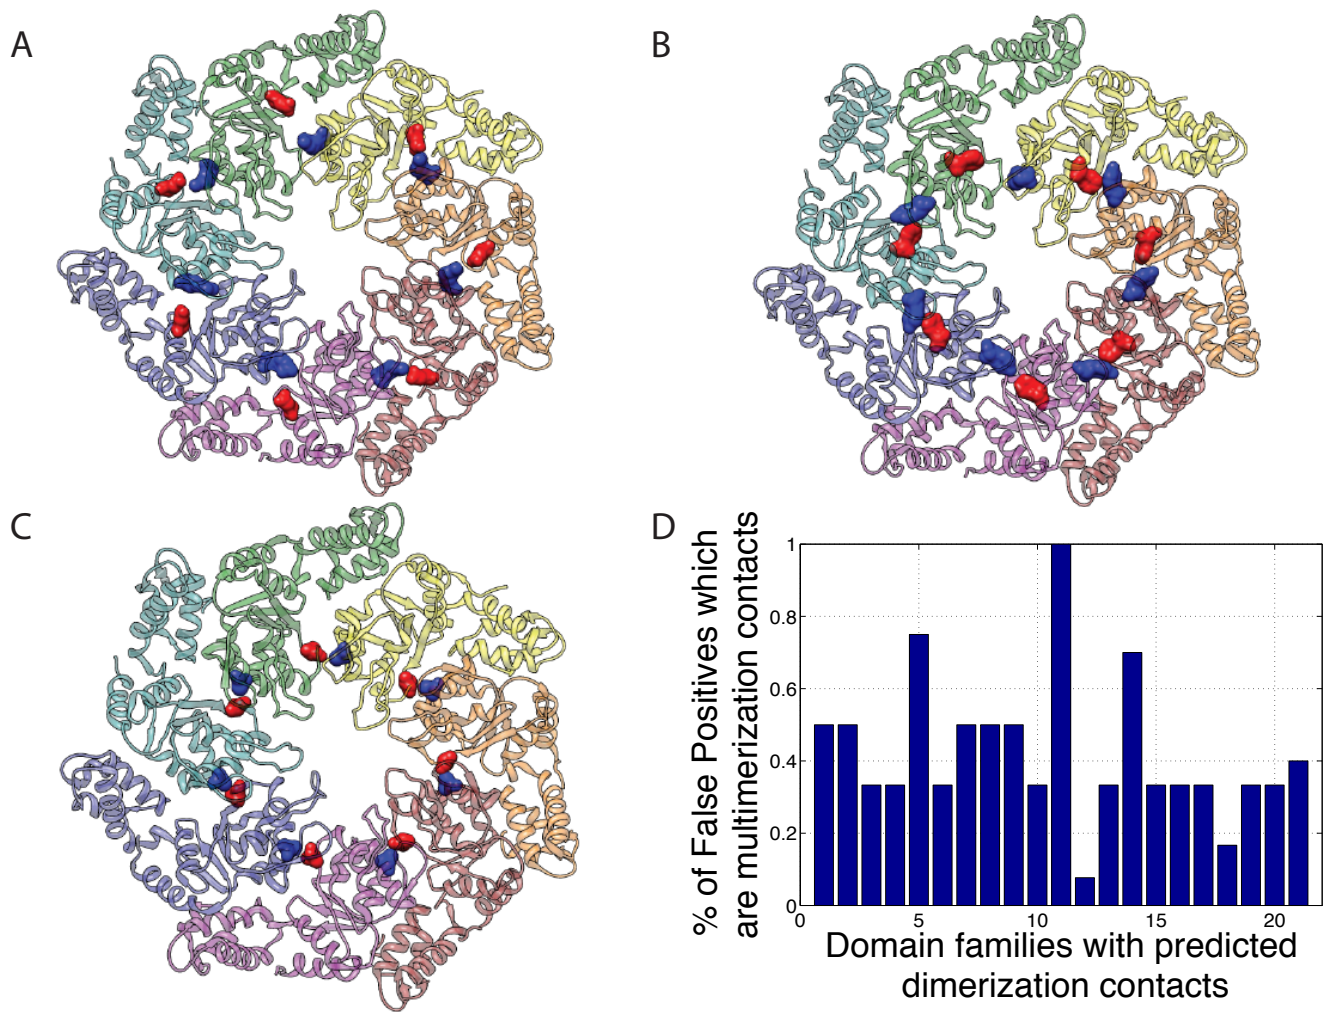 A
B
C
D
% of False Positives which
are multimerization contacts
1
0.8
0.6
0.4
0.2
0
0
5
10
15
20
Domain families with predicted
dimerization contacts